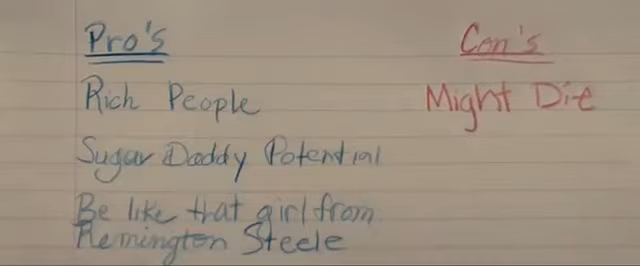 Pro's
Con's
Rich People
Might Die
Sugar Daddy Potential
Be like that girl from
Remington Steele